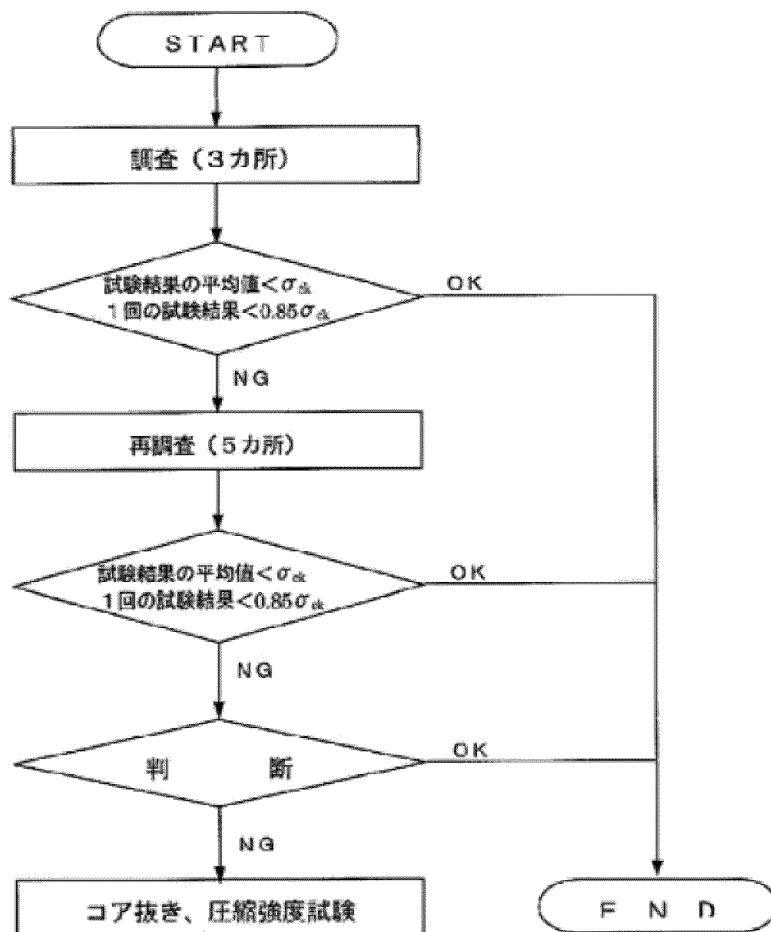 START
調査（3カ所）
試験結果の平均値＜σck
1回の試験結果＜0.85σck
OK
NG
再調査（5カ所）
試験結果の平均値＜σck
1回の試験結果＜0.85σck
OK
NG
判　断
OK
NG
コア抜き、圧縮強度試験
END